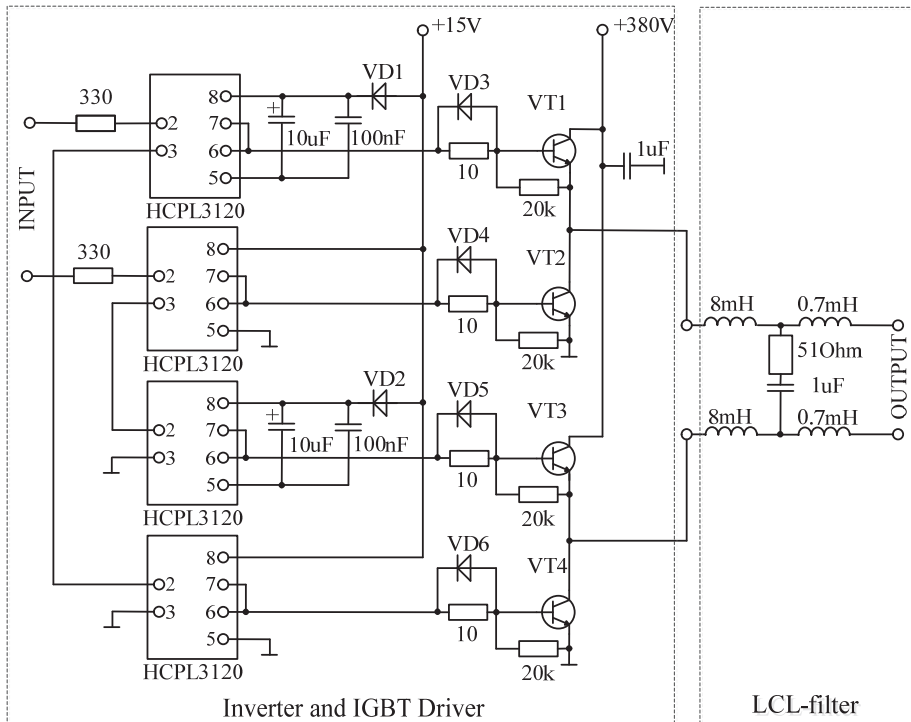 +15V
+380V
330
8
7
2
6
3
5
+
10uF
100nF
VD1
VD3
10
20k
VT1
1uF
HCPL3120
INPUT
330
8
7
2
6
3
5
VD4
10
20k
VT2
HCPL3120
8
7
2
6
3
5
+
10uF
100nF
VD2
VD5
10
20k
VT3
HCPL3120
8
7
2
6
3
5
VD6
10
20k
VT4
HCPL3120
8mH
0.7mH
51Ohm
1uF
8mH
0.7mH
OUTPUT
Inverter and IGBT Driver
LCL-filter